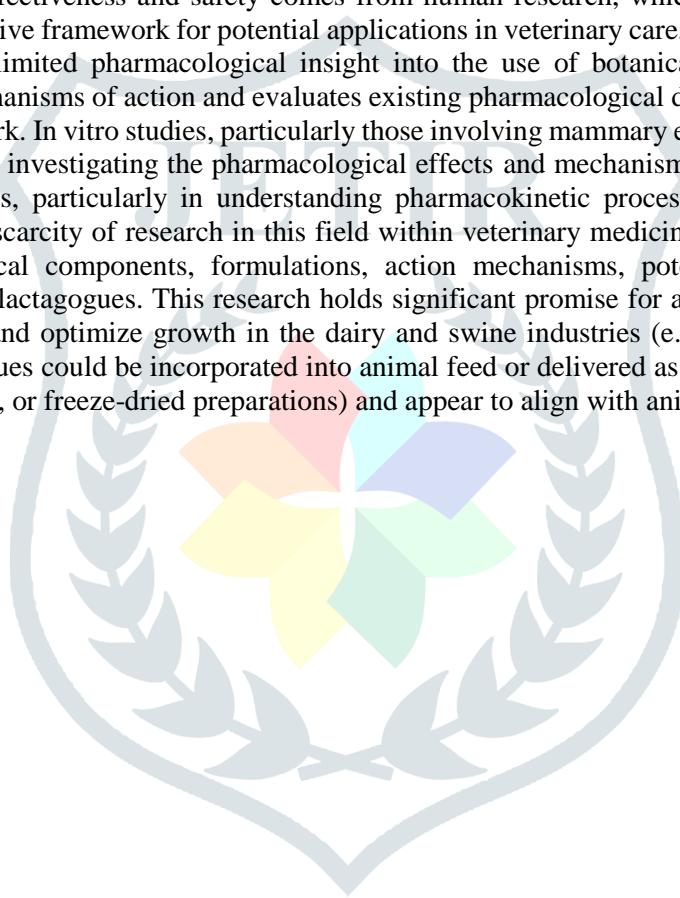 effectiveness and safety comes from human research, whic
ive framework for potential applications in veterinary care.
limited pharmacological insight into the use of botanica
hanisms of action and evaluates existing pharmacological d
rk. In vitro studies, particularly those involving mammary e
investigating the pharmacological effects and mechanism
s, particularly in understanding pharmacokinetic proces
scarcity of research in this field within veterinary medicin
cal components, formulations, action mechanisms, pot
lactagogues. This research holds significant promise for a
and optimize growth in the dairy and swine industries (e.
ues could be incorporated into animal feed or delivered as
, or freeze-dried preparations) and appear to align with ani
JETIR